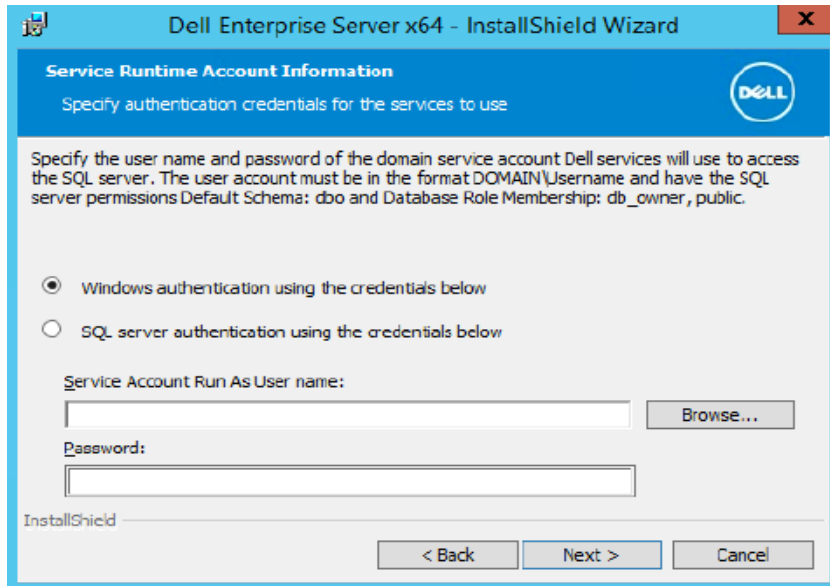 Dell Enterprise Server x64 - InstallShield Wizard
x
Service Runtime Account Information
Specify authentication credentials for the services to use
DELL
Specify the user name and password of the domain service account Dell services will use to access
the SQL server. The user account must be in the format DOMAIN\Username and have the SQL
server permissions Default Schema: dbo and Database Role Membership: db_owner, public.
Windows authentication using the credentials below
SQL server authentication using the credentials below
Service Account Run As User name:
Browse...
Password:
InstallShield
< Back
Next >
Cancel